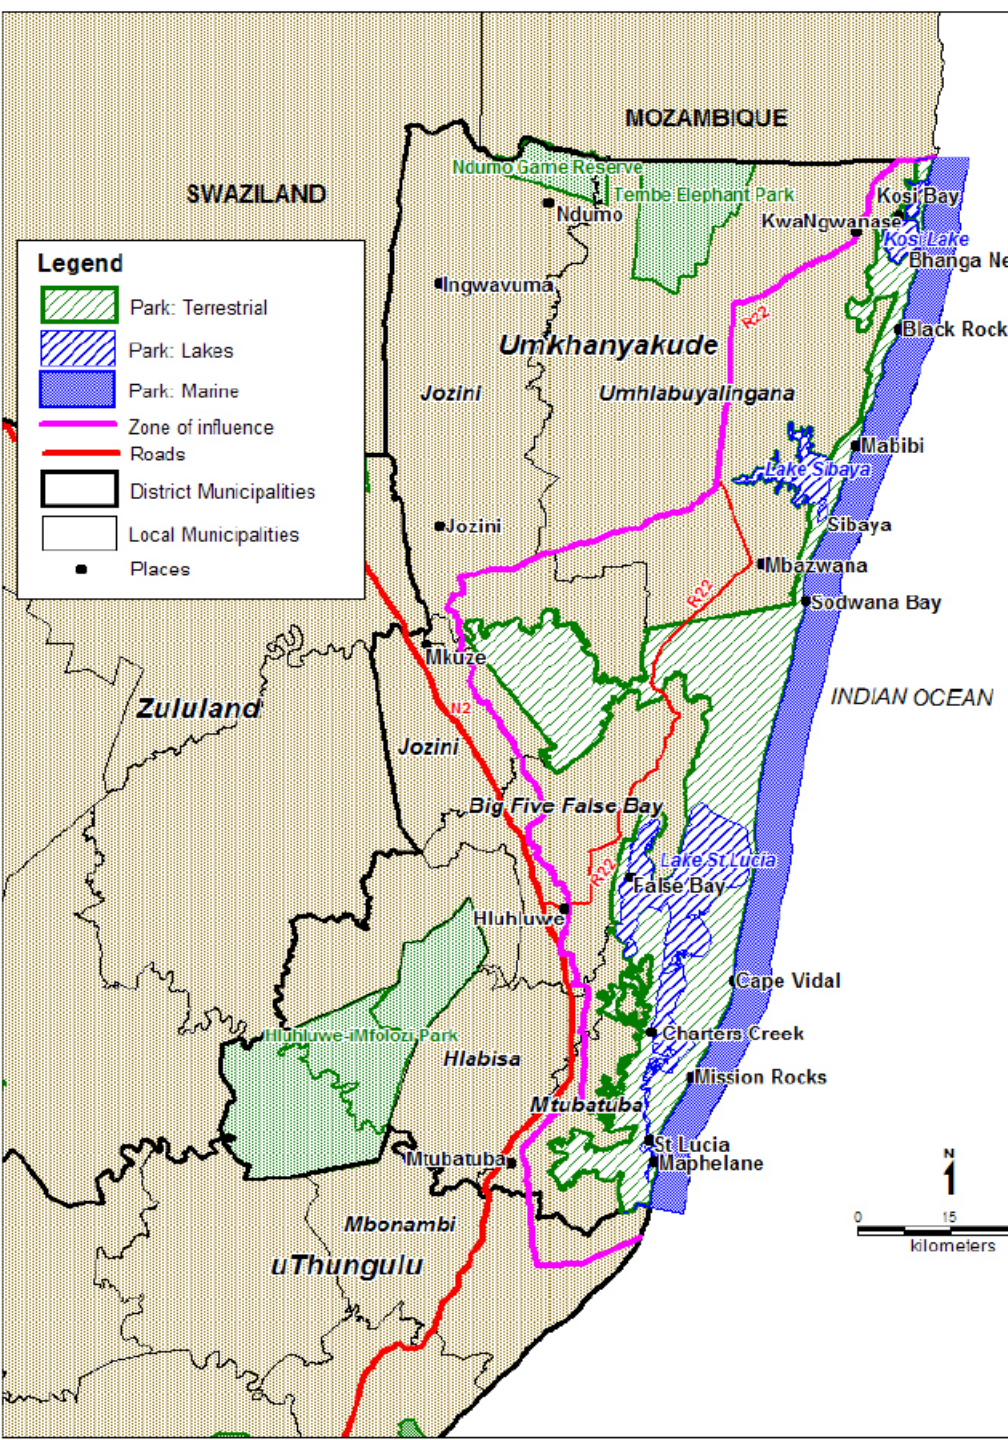 MOZAMBIQUE
Ndumo Game Reserve
SWAZILAND
Tembe Elephant Park
Kosi Bay
Ndumo
KwaNgwanase
Kosi Lake
Bhanga Ne
Legend
Park: Terrestrial
Park: Lakes
Park: Marine
Zone of influence
Roads
District Municipalities
Local Municipalities
Places
Ingwavuma
R22
Black Rock
Umkhanyakude
Jozini
Umhlabuyalingana
Mabibi
Lake Sibaya
Jozini
Sibaya
Mbazwana
R22
Sodwana Bay
Mkuze
INDIAN OCEAN
Zululand
N2
Jozini
Big Five False Bay
Lake St Lucia
R22
False Bay
Hluhluwe
Cape Vidal
Hluhluwe-iMfolozi Park
Charters Creek
Hlabisa
Mission Rocks
Mtubatuba
St Lucia
Mtubatuba
Maphelane
N
Mbonambi
0 15
kilometers
uThungulu